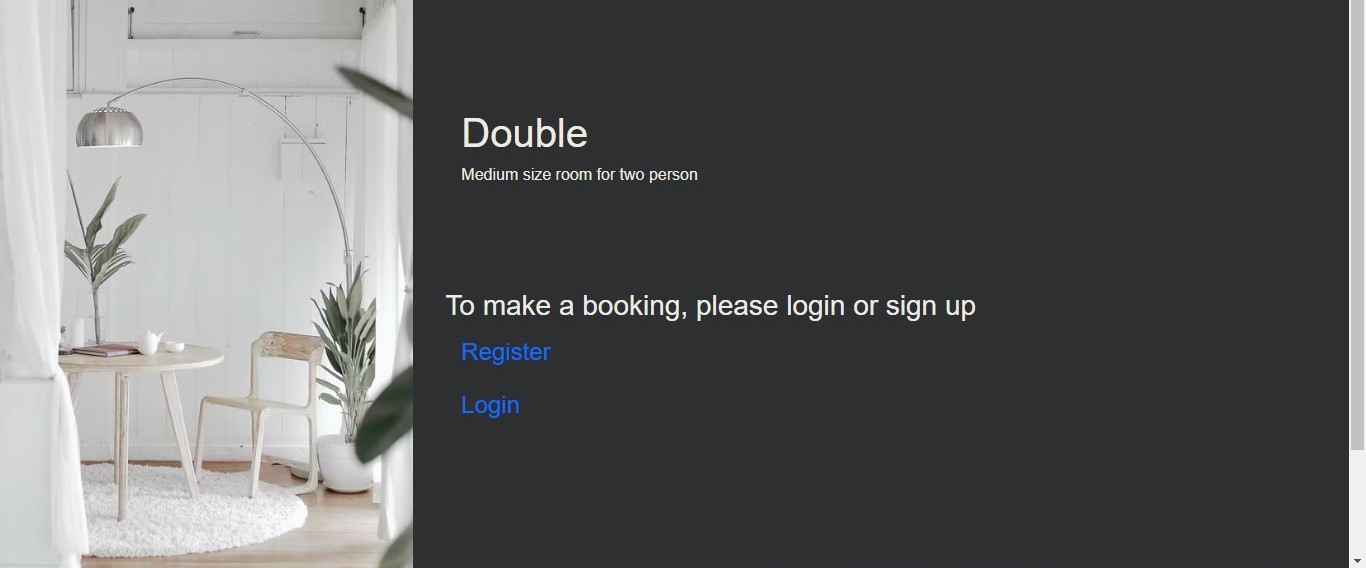 Double
Medium size room for two person
To make a booking, please login or sign up
Register
Login